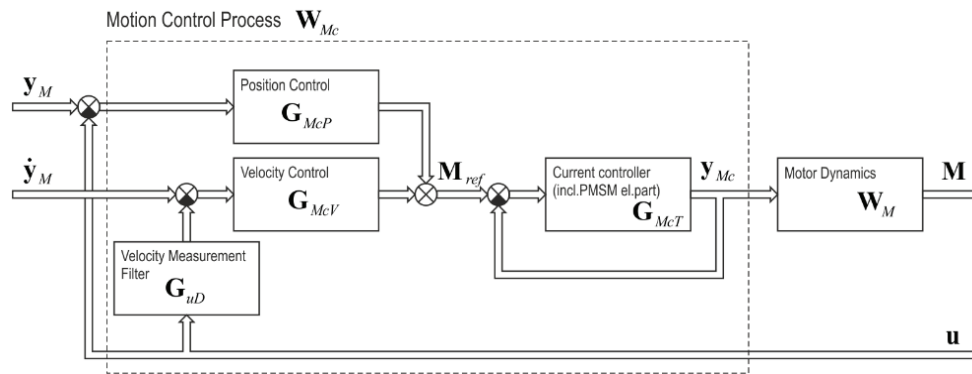 Motion Control Process W_Mc
y_M
Position Control
G_McP
ẏ_M
Velocity Control
G_McV
M_ref
Current controller
(incl.PMSM el.part)
G_McT
y_Mc
Motor Dynamics
W_M
M
Velocity Measurement
Filter
G_uD
u